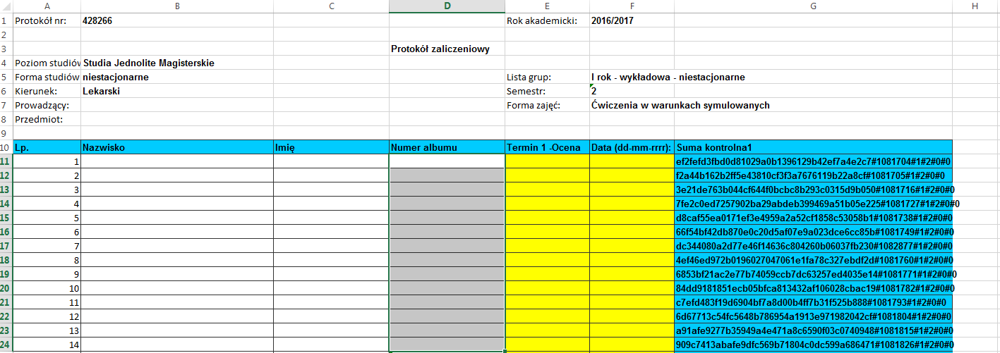 A B C D E F G H
1 Protokół nr: 428266 Rok akademicki: 2016/2017
2
3 Protokół zaliczeniowy
4 Poziom studiów Studia Jednolite Magisterskie
5 Forma studiów niestacjonarne Lista grup: I rok - wykładowa - niestacjonarne
6 Kierunek: Lekarski Semestr: 2
7 Prowadzący: Forma zajęć: Ćwiczenia w warunkach symulowanych
8 Przedmiot:
9
10 Lp. Nazwisko Imię Numer albumu Termin 1 -Ocena Data (dd-mm-rrrr): Suma kontrolna1
11 1 ef2fefd3fbd0d81029a0b1396129b42ef7a4e2c7#1081704#1#2#0#0
12 2 f2a44b162b2ff5e43810cf3f3a7676119b22a8cf#1081705#1#2#0#0
13 3 3e21de763b044cf644f0bcbc8b293c0315d9b050#1081716#1#2#0#0
14 4 7fe2c0ed7257902ba29abdeb399469a51b05e225#1081727#1#2#0#0
15 5 d8caf55ea0171ef3e4959a2a52cf1858c53058b1#1081738#1#2#0#0
16 6 66f54bf42db870e0c20d5af07e9a023dce6cc85b#1081749#1#2#0#0
17 7 dc344080a2d77e46f14636c804260b06037fb230#1082877#1#2#0#0
18 8 4ef46ed972b0196027047061e1fa78c327ebdf2d#1081760#1#2#0#0
19 9 6853bf21ac2e77b74059ccb7dc63257ed4035e14#1081771#1#2#0#0
20 10 84dd9181851ecb05bfca813432af106028cbac19#1081782#1#2#0#0
21 11 c7efd483f19d6904bf7a8d00b4ff7b31f525b888#1081793#1#2#0#0
22 12 6d67713c54fc5648b786954a1913e971982042cf#1081804#1#2#0#0
23 13 a91afe9277b35949a4e471a8c6590f03c0740948#1081815#1#2#0#0
24 14 909c7413abafe9dfc569b71804c0dc599a686471#1081826#1#2#0#0